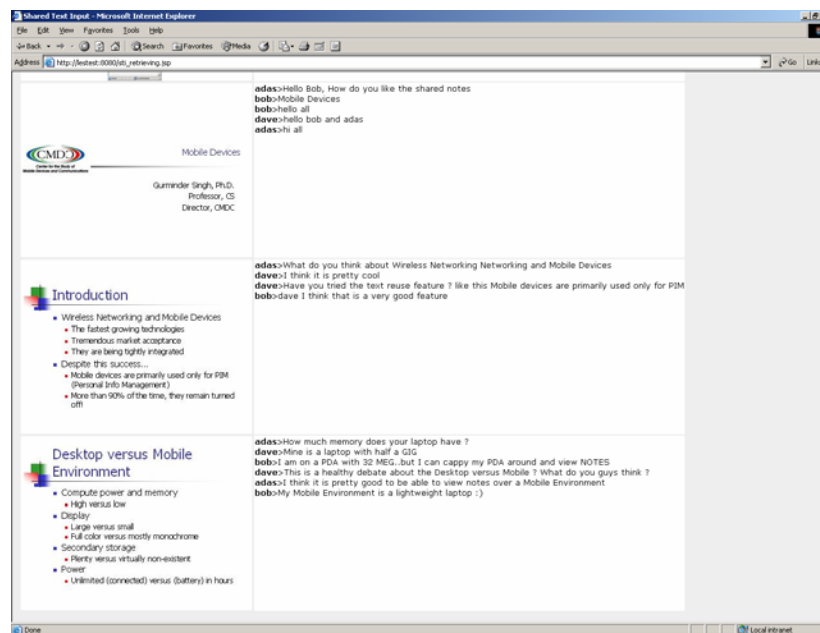 Shared Text Input - Microsoft Internet Explorer
File Edit View Favorites Tools Help
Back Search Favorites Media
Address http://lestest:8080/sti_retrieving.jsp Go Links
adas>Hello Bob, How do you like the shared notes
bob>Mobile Devices
bob>hello all
dave>hello bob and adas
adas>hi all
CMDC
Center for the Study of
Mobile Devices and Communications
Mobile Devices
Gurminder Singh, Ph.D.
Professor, CS
Director, CMDC
adas>What do you think about Wireless Networking Networking and Mobile Devices
dave>I think it is pretty cool
dave>Have you tried the text reuse feature ? like this Mobile devices are primarily used only for PIM
bob>dave I think that is a very good feature
Introduction
Wireless Networking and Mobile Devices
The fastest growing technologies
Tremendous market acceptance
They are being tightly integrated
Despite this success...
Mobile devices are primarily used only for PIM
(Personal Info Management)
More than 90% of the time, they remain turned
off!
adas>How much memory does your laptop have ?
dave>Mine is a laptop with half a GIG
bob>I am on a PDA with 32 MEG..but I can cappy my PDA around and view NOTES
dave>This is a healthy debate about the Desktop versus Mobile ? What do you guys think ?
adas>I think it is pretty good to be able to view notes over a Mobile Environment
bob>My Mobile Environment is a lightweight laptop :)
Desktop versus Mobile
Environment
Compute power and memory
High versus low
Display
Large versus small
Full color versus mostly monochrome
Secondary storage
Plenty versus virtually non-existent
Power
Unlimited (connected) versus (battery) in hours
Done Local intranet